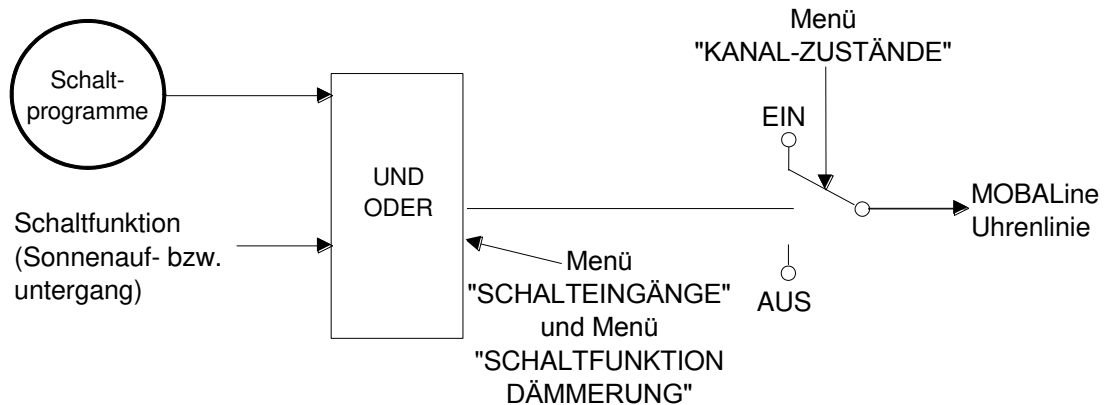 Schalt-
programme
Schaltfunktion
(Sonnenauf- bzw.
untergang)
UND
ODER
Menü
"SCHALTEINGÄNGE"
und Menü
"SCHALTFUNKTION
DÄMMERUNG"
Menü
"KANAL-ZUSTÄNDE"
EIN
AUS
MOBALine
Uhrenlinie